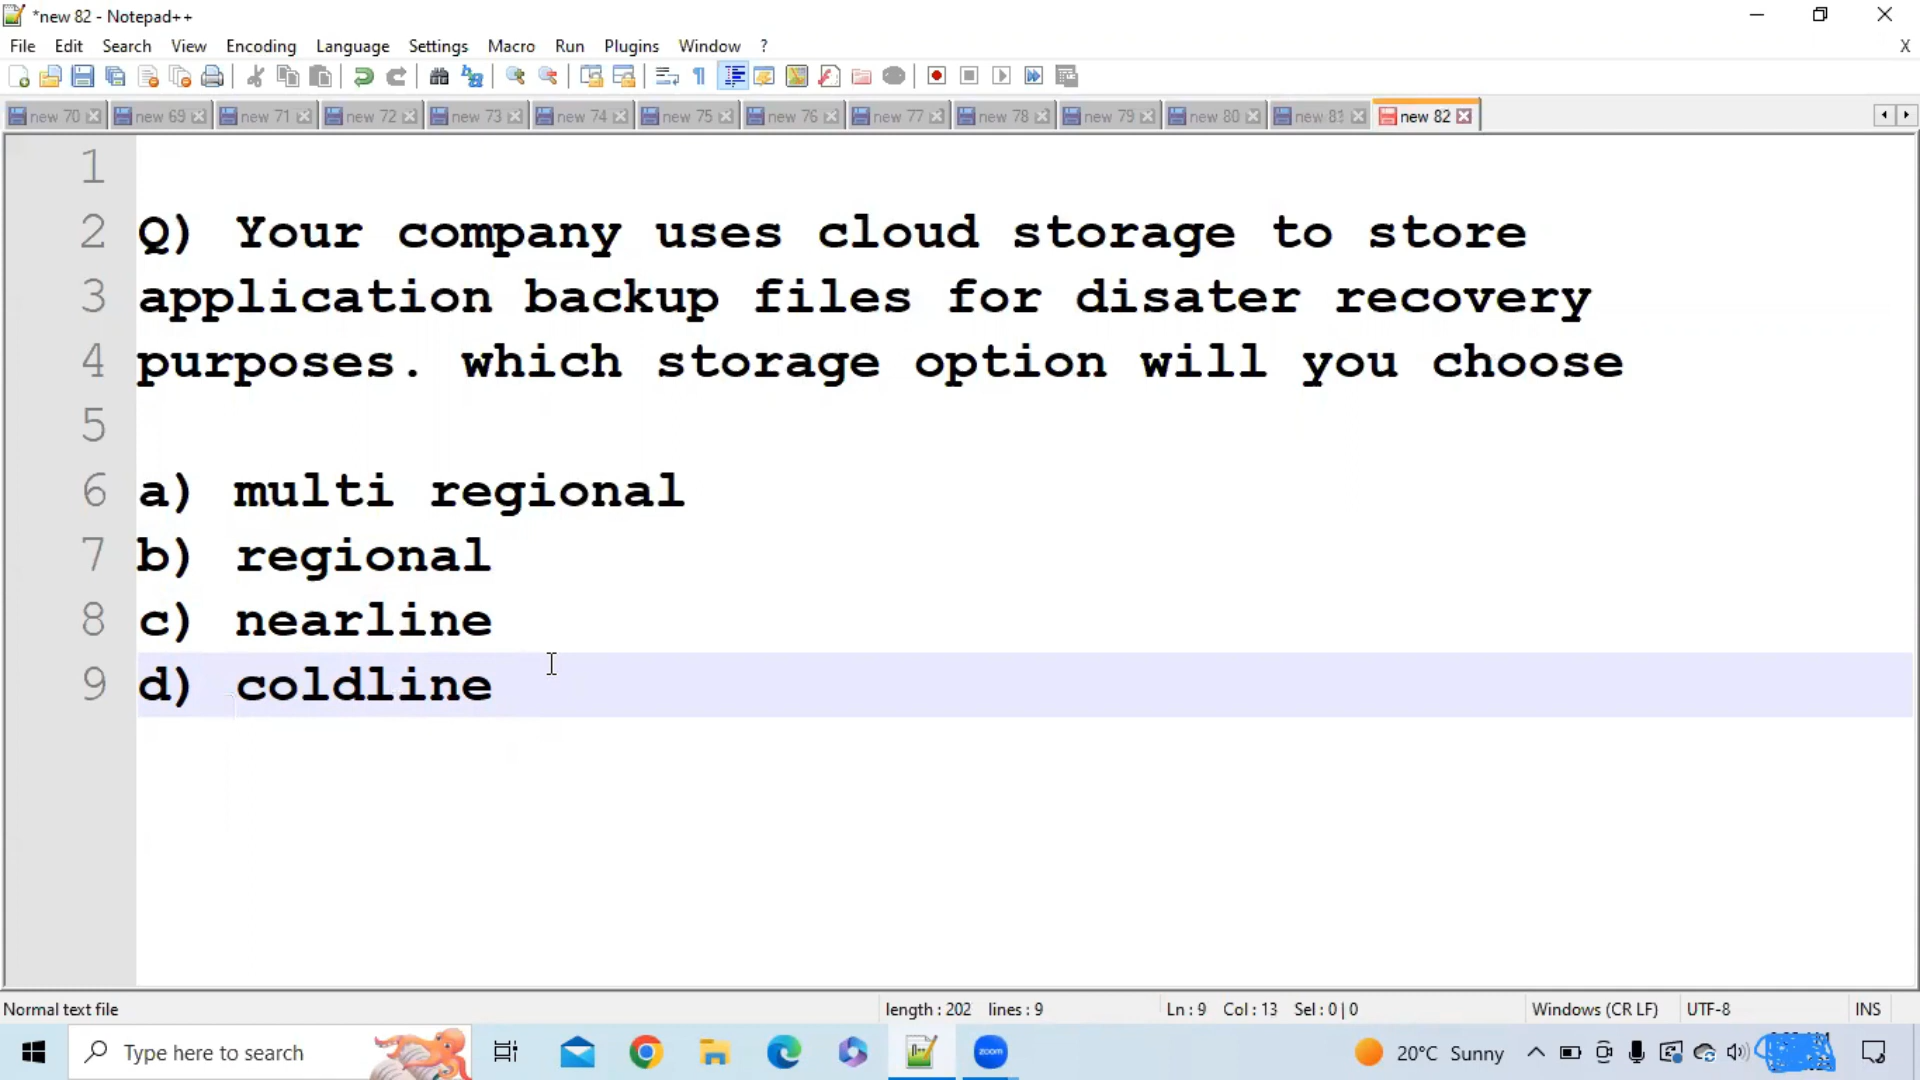 *new 82 - Notepad++
File Edit Search View Encoding Language Settings Macro Run Plugins Window ? X
new 70 new 69 new 71 new 72 new 73 new 74 new 75 new 76 new 77 new 78 new 79 new 80 new 81 new 82
1
2 Q) Your company uses cloud storage to store
3 application backup files for disater recovery
4 purposes. which storage option will you choose
5
6 a) multi regional
7 b) regional
8 c) nearline
9 d) coldline
Normal text file length : 202 lines : 9 Ln : 9 Col : 13 Sel : 0 | 0 Windows (CR LF) UTF-8 INS
Type here to search zoom 20°C Sunny